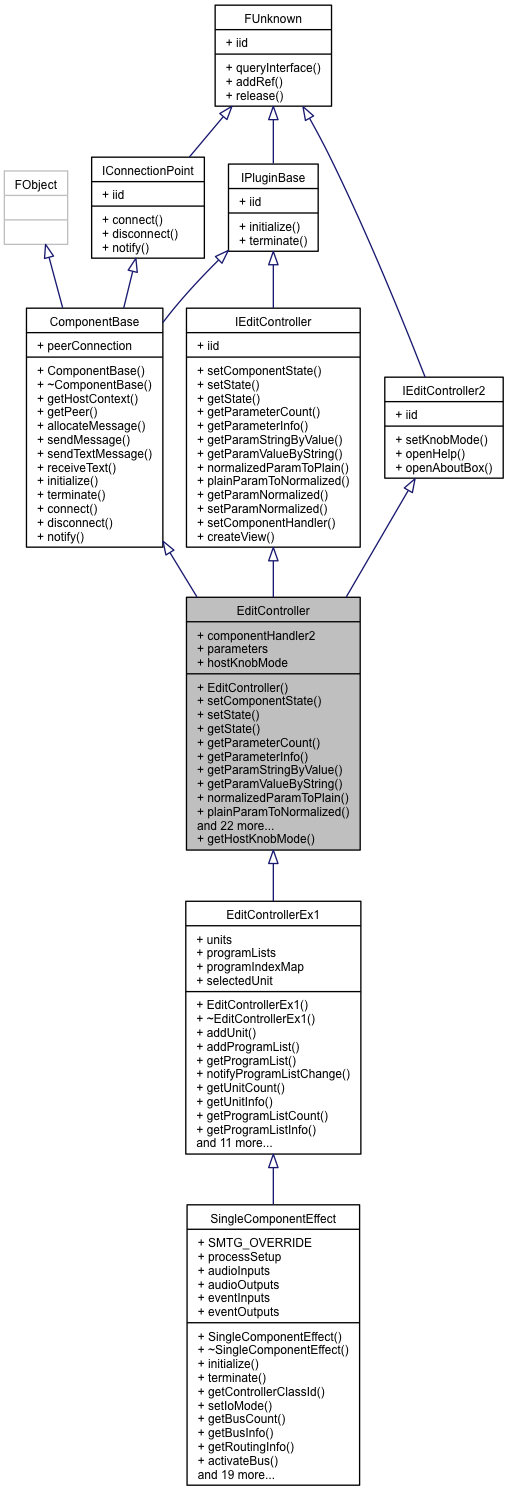 FUnknown
+ iid
+ queryInterface()
+ addRef()
+ release()
FObject
IConnectionPoint
+ iid
+ connect()
+ disconnect()
+ notify()
IPluginBase
+ iid
+ initialize()
+ terminate()
ComponentBase
+ peerConnection
+ ComponentBase()
+ ~ComponentBase()
+ getHostContext()
+ getPeer()
+ allocateMessage()
+ sendMessage()
+ sendTextMessage()
+ receiveText()
+ initialize()
+ terminate()
+ connect()
+ disconnect()
+ notify()
IEditController
+ iid
+ setComponentState()
+ setState()
+ getState()
+ getParameterCount()
+ getParameterInfo()
+ getParamStringByValue()
+ getParamValueByString()
+ normalizedParamToPlain()
+ plainParamToNormalized()
+ getParamNormalized()
+ setParamNormalized()
+ setComponentHandler()
+ createView()
IEditController2
+ iid
+ setKnobMode()
+ openHelp()
+ openAboutBox()
EditController
+ componentHandler2
+ parameters
+ hostKnobMode
+ EditController()
+ setComponentState()
+ setState()
+ getState()
+ getParameterCount()
+ getParameterInfo()
+ getParamStringByValue()
+ getParamValueByString()
+ normalizedParamToPlain()
+ plainParamToNormalized()
and 22 more...
+ getHostKnobMode()
EditControllerEx1
+ units
+ programLists
+ programIndexMap
+ selectedUnit
+ EditControllerEx1()
+ ~EditControllerEx1()
+ addUnit()
+ addProgramList()
+ getProgramList()
+ notifyProgramListChange()
+ getUnitCount()
+ getUnitInfo()
+ getProgramListCount()
+ getProgramListInfo()
and 11 more...
SingleComponentEffect
+ SMTG_OVERRIDE
+ processSetup
+ audioInputs
+ audioOutputs
+ eventInputs
+ eventOutputs
+ SingleComponentEffect()
+ ~SingleComponentEffect()
+ initialize()
+ terminate()
+ getControllerClassId()
+ setIoMode()
+ getBusCount()
+ getBusInfo()
+ getRoutingInfo()
+ activateBus()
and 19 more...